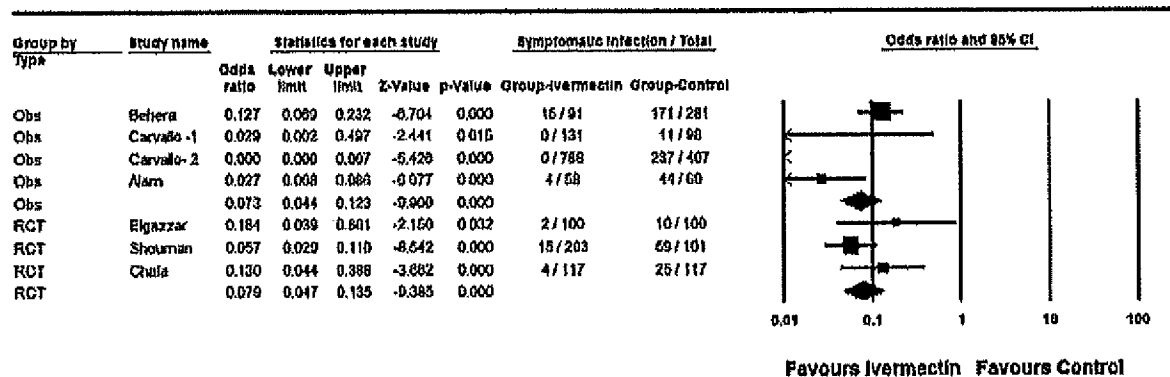 Group by Study name Statistics for each study Symptomatic Infection / Total Odds ratio and 95% CI
Type
Odds Lower Upper
ratio limit limit Z-Value p-Value Group-Ivermectin Group-Control
Obs Behera 0.127 0.069 0.232 -6.704 0.000 15 / 91 171 / 281
Obs Carvallo -1 0.029 0.002 0.497 -2.441 0.015 0 / 131 11 / 98
Obs Carvallo- 2 0.000 0.000 0.007 -5.426 0.000 0 / 788 237 / 407
Obs Alam 0.027 0.008 0.086 -6.077 0.000 4 / 58 44 / 60
Obs 0.073 0.044 0.123 -9.900 0.000
RCT Elgazzar 0.184 0.039 -2.150 0.032 2 / 100 10 / 100
RCT Shouman 0.057 0.029 0.110 -8.542 0.000 15 / 203 59 / 101
RCT Chala 0.130 0.044 0.388 -3.662 0.000 4 / 117 25 / 117
RCT 0.079 0.047 0.135 -9.385 0.000
0.01 0.1 1 10 100
Favours Ivermectin Favours Control